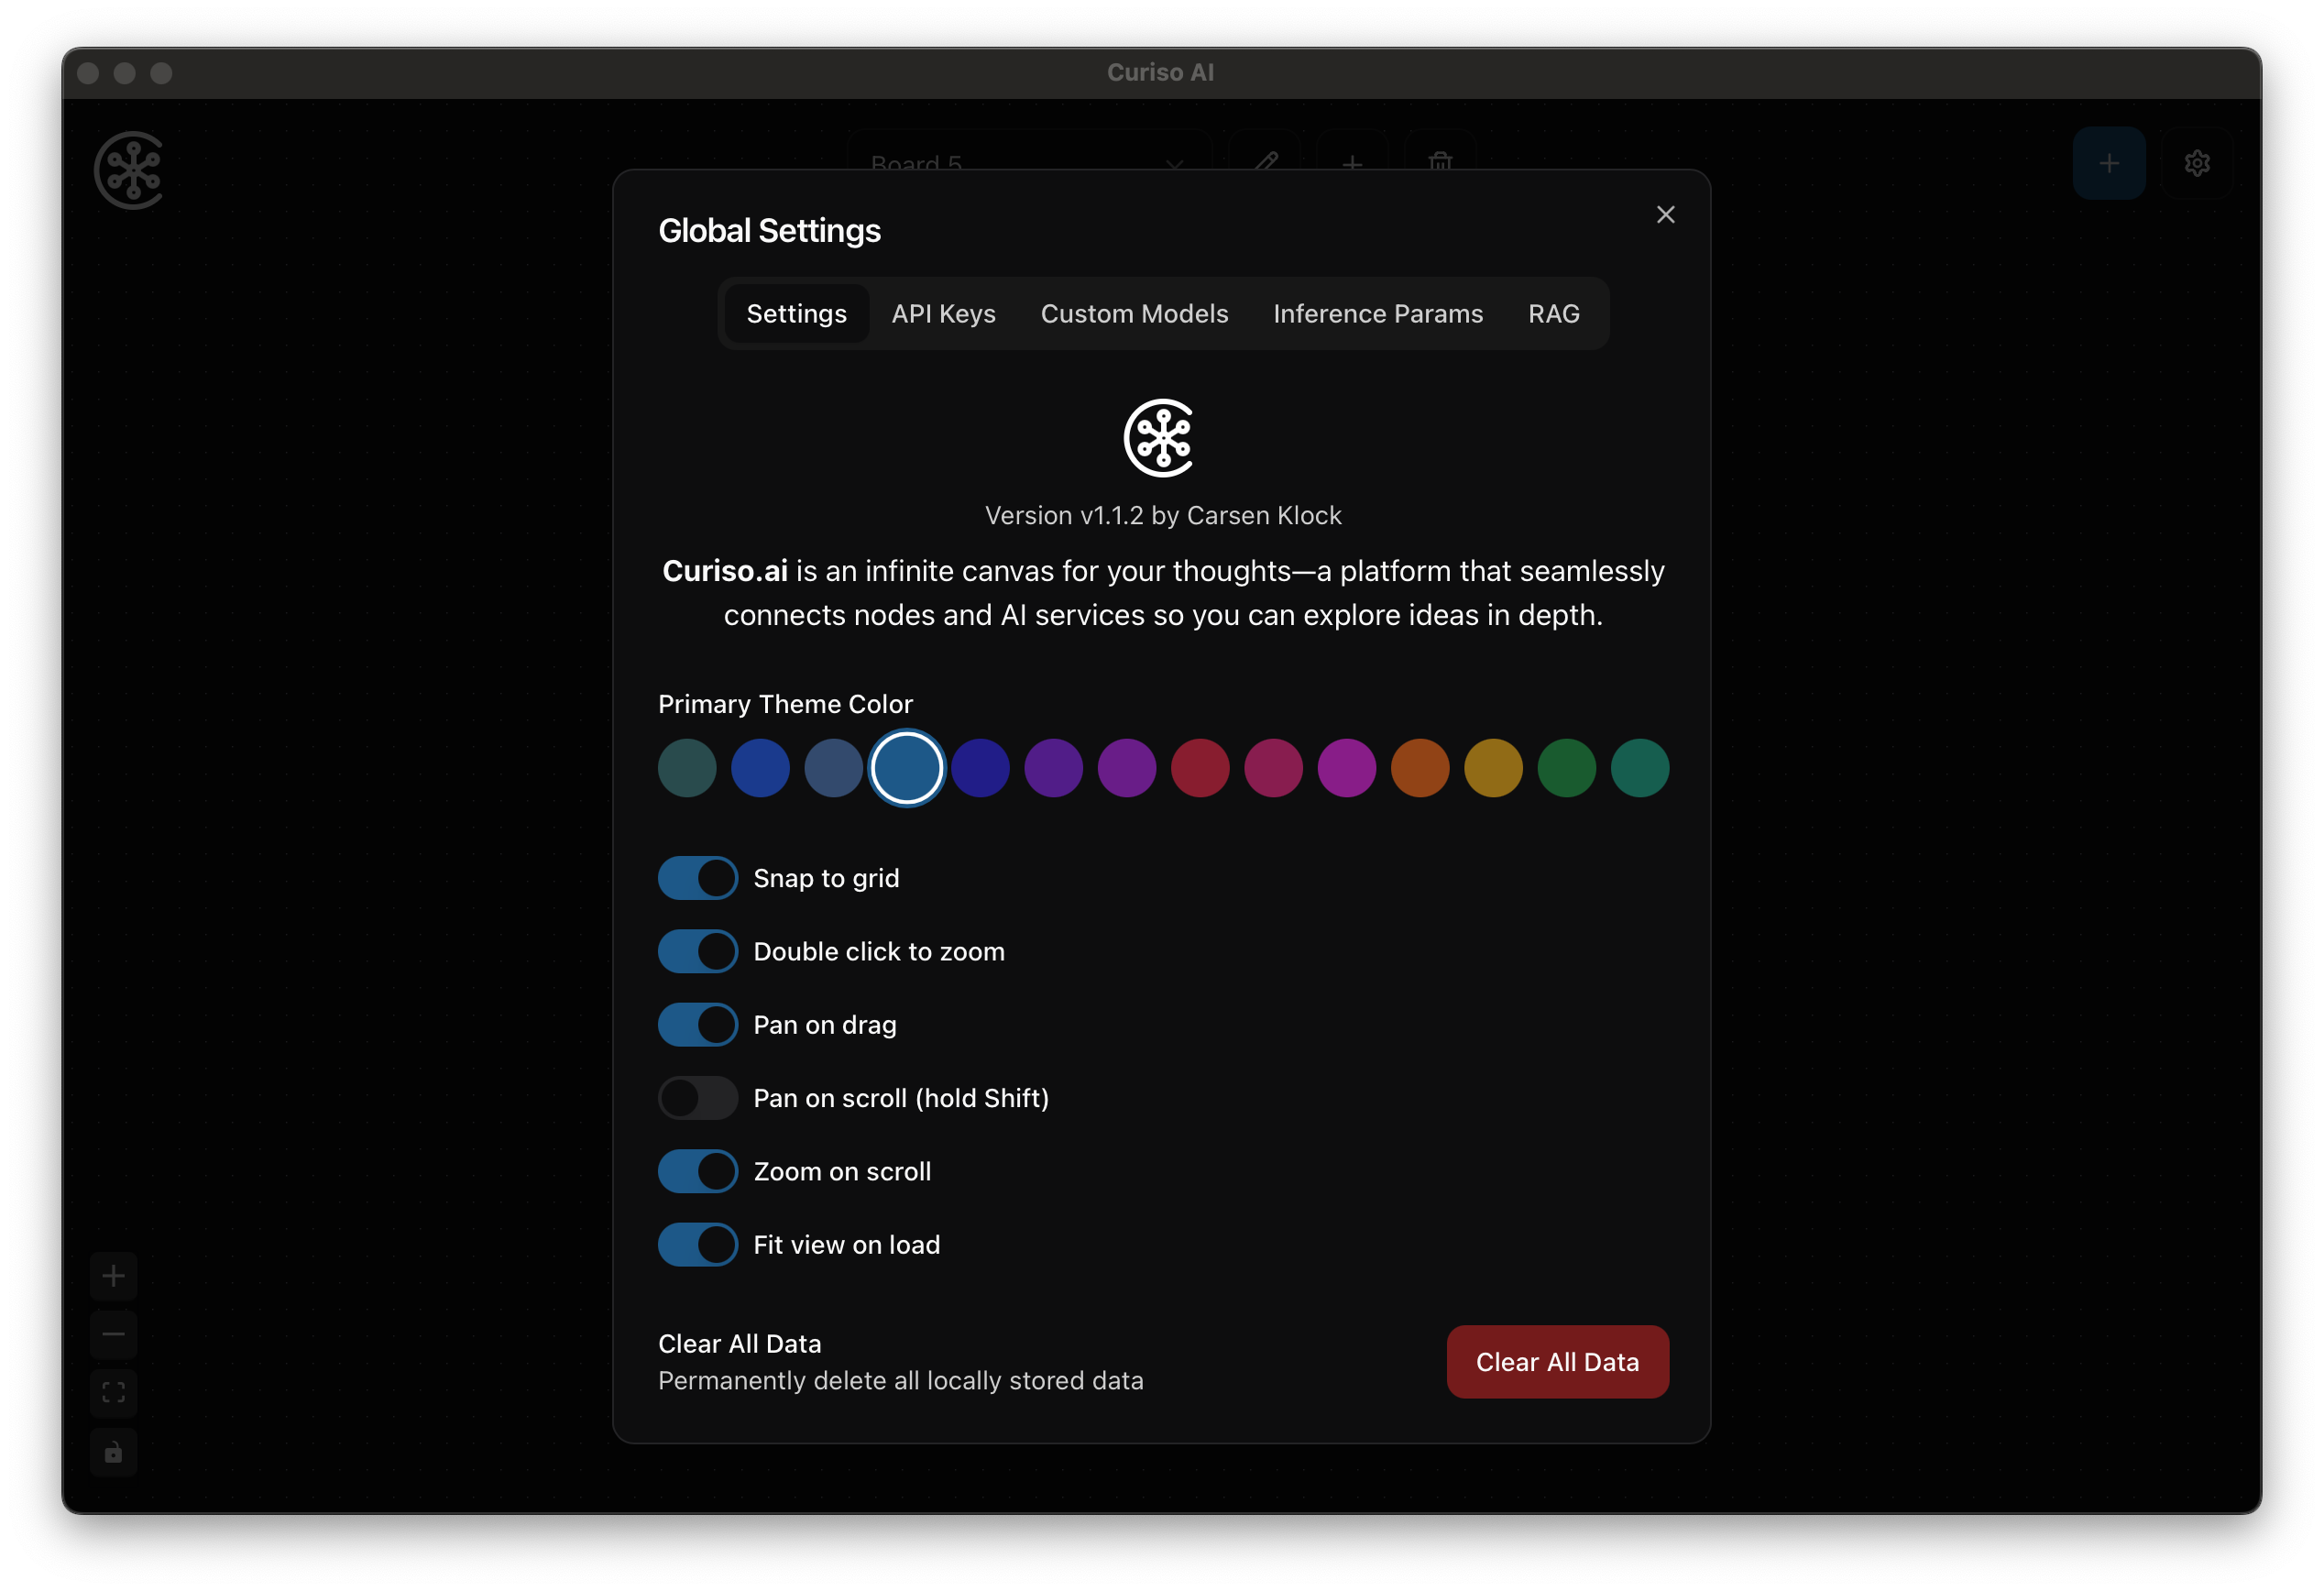 Curiso AI
Board 5
Global Settings
Settings API Keys Custom Models Inference Params RAG
Version v1.1.2 by Carsen Klock
Curiso.ai is an infinite canvas for your thoughts—a platform that seamlessly
connects nodes and AI services so you can explore ideas in depth.
Primary Theme Color
Snap to grid
Double click to zoom
Pan on drag
Pan on scroll (hold Shift)
Zoom on scroll
Fit view on load
Clear All Data
Permanently delete all locally stored data
Clear All Data